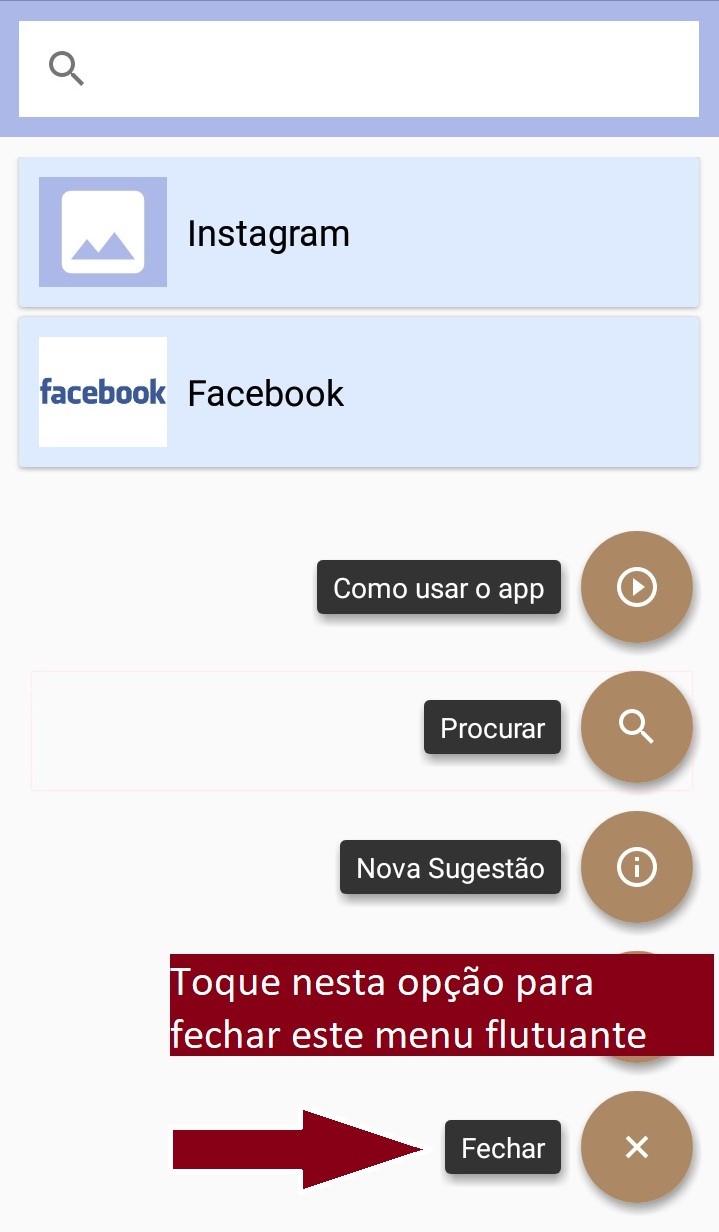 Instagram
facebook Facebook
Como usar o app
Procurar
Nova Sugestão
Toque nesta opção para
fechar este menu flutuante
Fechar